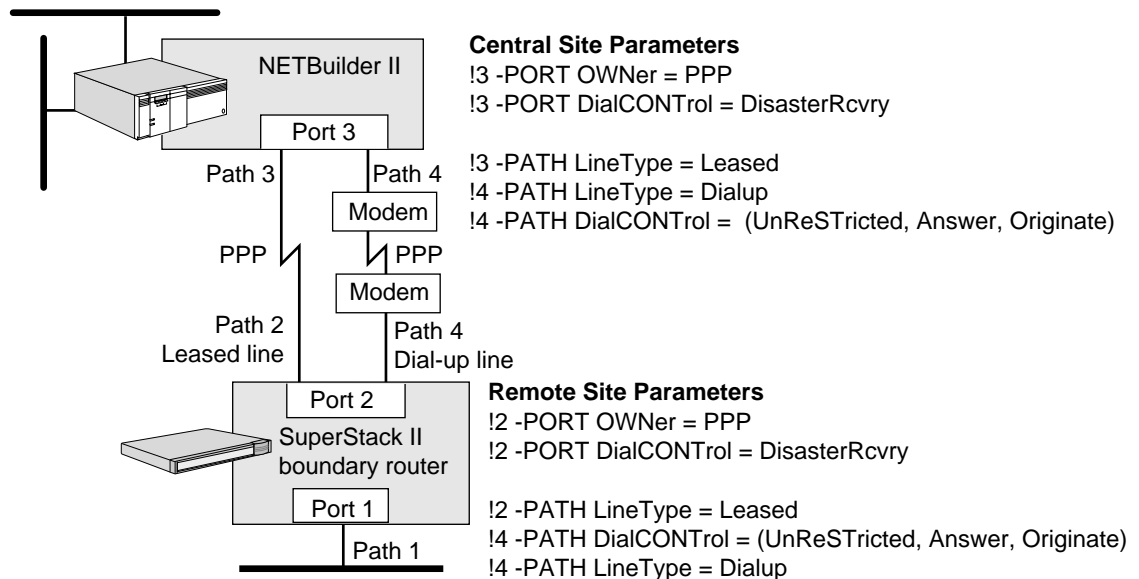 Central Site Parameters
!3 -PORT OWNer = PPP
!3 -PORT DialCONTrol = DisasterRcvry
!3 -PATH LineType = Leased
!4 -PATH LineType = Dialup
!4 -PATH DialCONTrol = (UnReSTricted, Answer, Originate)
NETBuilder II
Port 3
Path 3
Path 4
Modem
PPP
PPP
Modem
Path 2
Leased line
Path 4
Dial-up line
Port 2
SuperStack II
boundary router
Port 1
Path 1
Remote Site Parameters
!2 -PORT OWNer = PPP
!2 -PORT DialCONTrol = DisasterRcvry
!2 -PATH LineType = Leased
!4 -PATH DialCONTrol = (UnReSTricted, Answer, Originate)
!4 -PATH LineType = Dialup